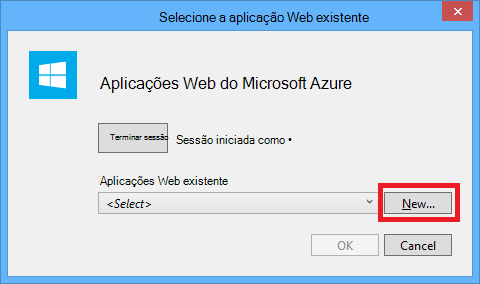 Selecione a aplicação Web existente
Aplicações Web do Microsoft Azure
Terminar sessão
Sessão iniciada como •
Aplicações Web existente
<Select>
New...
OK
Cancel